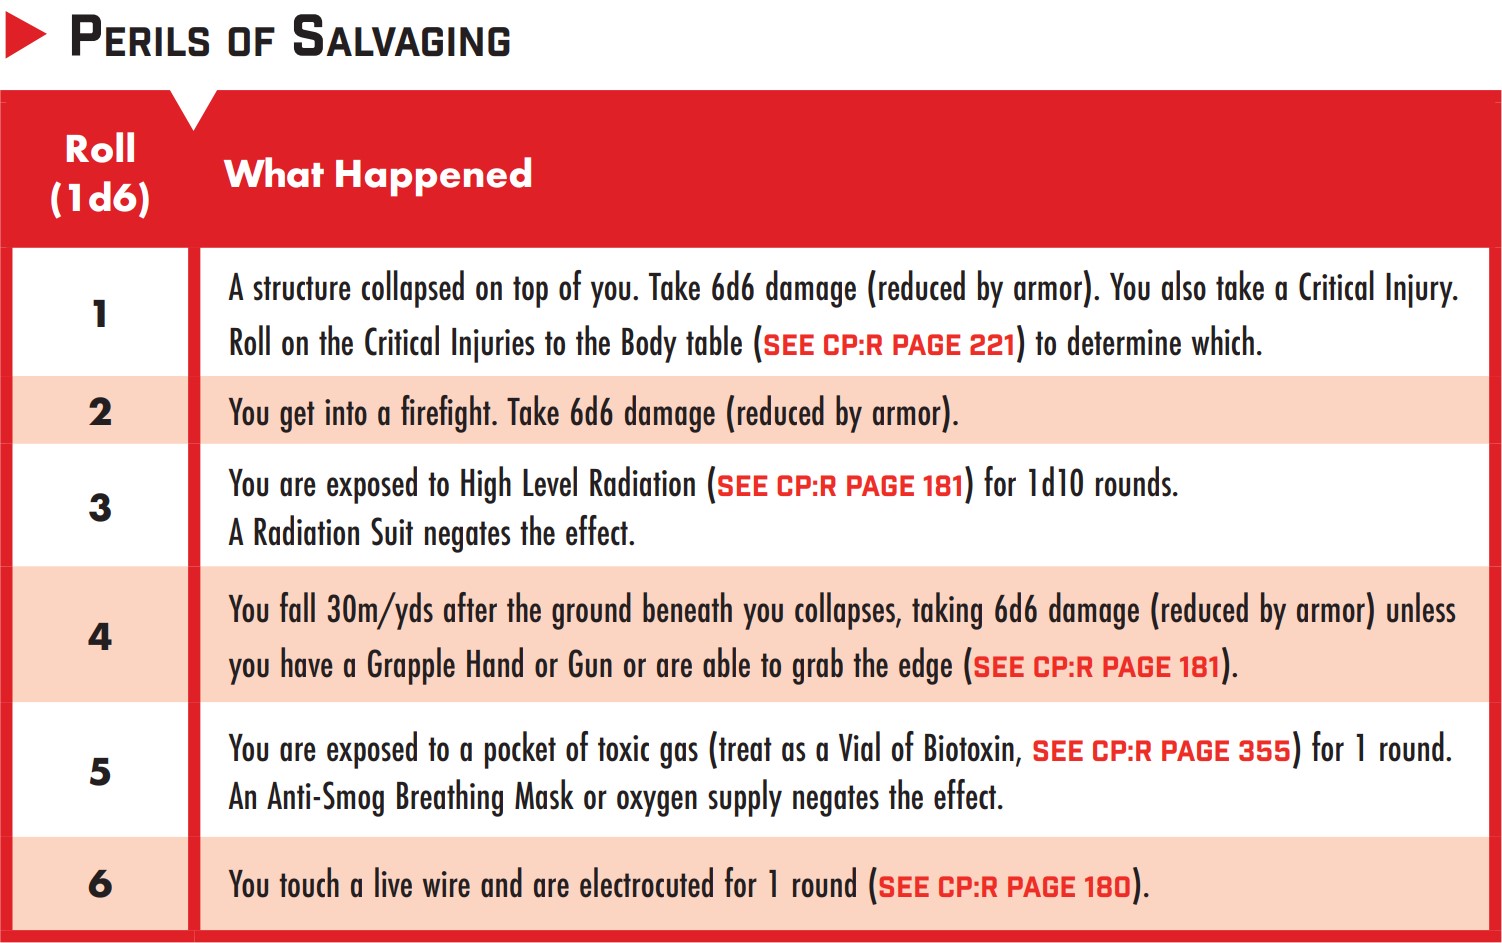 Perils of Salvaging
Roll
(1d6)
What Happened
1
A structure collapsed on top of you. Take 6d6 damage (reduced by armor). You also take a Critical Injury.
Roll on the Critical Injuries to the Body table (SEE CP:R PAGE 221) to determine which.
2
You get into a firefight. Take 6d6 damage (reduced by armor).
3
You are exposed to High Level Radiation (SEE CP:R PAGE 181) for 1d10 rounds.
A Radiation Suit negates the effect.
4
You fall 30m/yds after the ground beneath you collapses, taking 6d6 damage (reduced by armor) unless
you have a Grapple Hand or Gun or are able to grab the edge (SEE CP:R PAGE 181).
5
You are exposed to a pocket of toxic gas (treat as a Vial of Biotoxin, SEE CP:R PAGE 355) for 1 round.
An Anti-Smog Breathing Mask or oxygen supply negates the effect.
6
You touch a live wire and are electrocuted for 1 round (SEE CP:R PAGE 180).